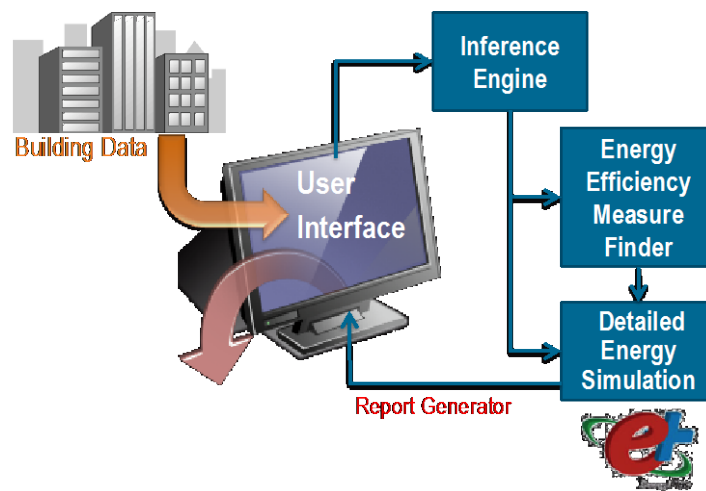 Inference
Engine
Building Data
User
Interface
Energy
Efficiency
Measure
Finder
Detailed
Energy
Simulation
Report Generator
e+